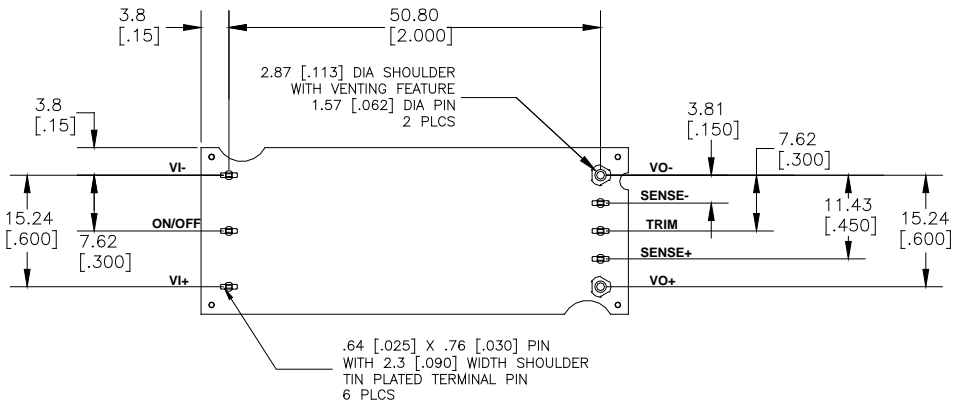 3.8
[.15]
50.80
[2.000]
2.87 [.113] DIA SHOULDER
WITH VENTING FEATURE
1.57 [.062] DIA PIN
2 PLCS
3.8
[.15]
3.81
[.150]
7.62
[.300]
VI-
VO-
SENSE-
15.24
[.600]
ON/OFF
7.62
[.300]
TRIM
11.43
[.450]
15.24
[.600]
SENSE+
VI+
VO+
.64 [.025] X .76 [.030] PIN
WITH 2.3 [.090] WIDTH SHOULDER
TIN PLATED TERMINAL PIN
6 PLCS